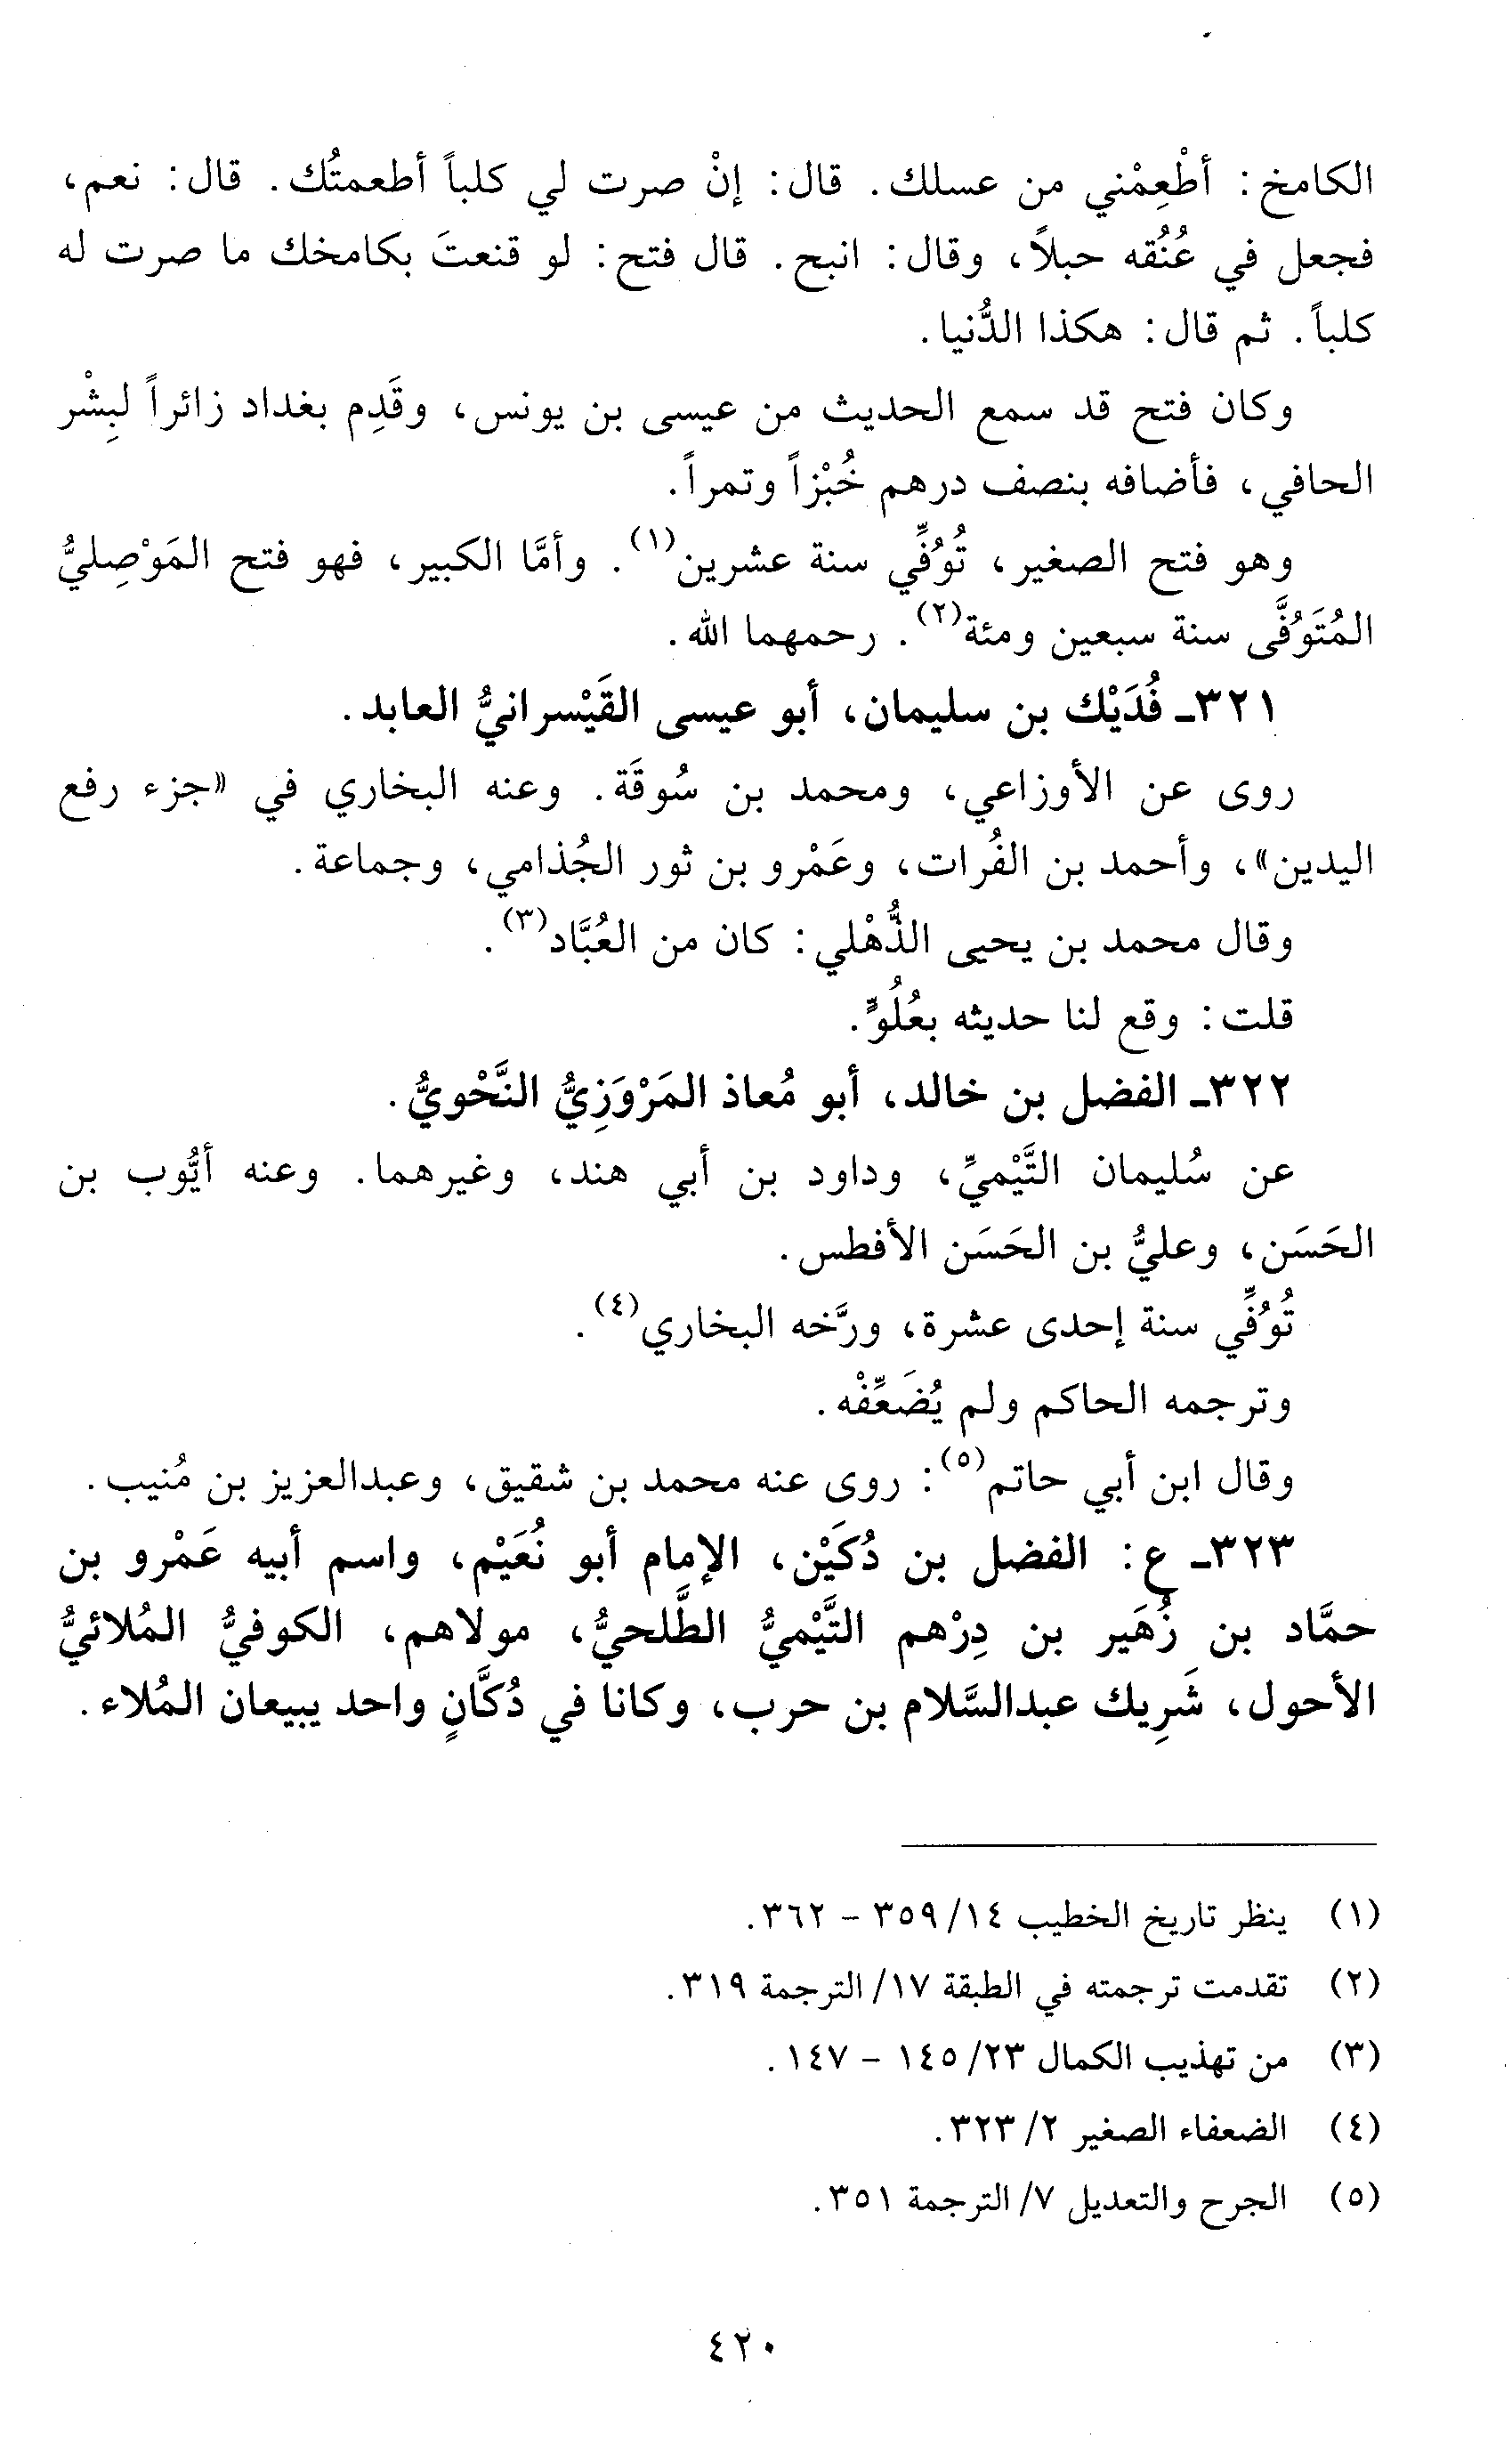 الكامخ: أطْعِمْني من عسلك. قال: إنْ صرت لي كلباً أطعمتُك. قال: نعم،
فجعل في عُنُقه حبلاً، وقال: انبح. قال فتح: لو قنعتَ بكامخك ما صرت له
كلباً. ثم قال: هكذا الدُّنيا.
وكان فتح قد سمع الحديث من عيسى بن يونس، وقَدِم بغداد زائراً لبِشْر
الحافي، فأضافه بنصف درهم خُبْزاً وتمراً.
وهو فتح الصغير، تُوُفِّي سنة عشرين(١). وأمَّا الكبير، فهو فتح المَوْصِليُّ
المُتَوُفَّى سنة سبعين ومئة(٢). رحمهما الله.
٣٢١ـ فُدَيْك بن سليمان، أبو عيسى القَيْسرانيُّ العابد.
روى عن الأوزاعي، ومحمد بن سُوقَة. وعنه البخاري في «جزء رفع
اليدين»، وأحمد بن الفُرات، وعَمْرو بن ثور الجُذامي، وجماعة.
وقال محمد بن يحيى الذُّهْلي: كان من العُبَّاد(٣).
قلت: وقع لنا حديثه بعُلُوٍّ.
٣٢٢ـ الفضل بن خالد، أبو مُعاذ المَرْوَزِيُّ النَّحْويُّ.
عن سُليمان التَّيْميِّ، وداود بن أبي هند، وغيرهما. وعنه أيُّوب بن
الحَسَن، وعليُّ بن الحَسَن الأفطس.
تُوُفِّي سنة إحدى عشرة، ورَّخه البخاري(٤).
وترجمه الحاكم ولم يُضَعِّفْه.
وقال ابن أبي حاتم(٥): روى عنه محمد بن شقيق، وعبدالعزيز بن مُنيب.
٣٢٣ـ ع: الفضل بن دُكَيْن، الإمام أبو نُعَيْم، واسم أبيه عَمْرو بن
حمَّاد بن زُهَير بن دِرْهم التَّيْميُّ الطَّلحيُّ، مولاهم، الكوفيُّ المُلائيُّ
الأحول، شَرِيك عبدالسَّلام بن حرب، وكانا في دُكَّانٍ واحد يبيعان المُلاء.
(١) ينظر تاريخ الخطيب ١٤/ ٣٥٩ - ٣٦٢.
(٢) تقدمت ترجمته في الطبقة ١٧/ الترجمة ٣١٩.
(٣) من تهذيب الكمال ٢٣/ ١٤٥ - ١٤٧.
(٤) الضعفاء الصغير ٢/ ٣٢٣.
(٥) الجرح والتعديل ٧/ الترجمة ٣٥١.
٤٢٠